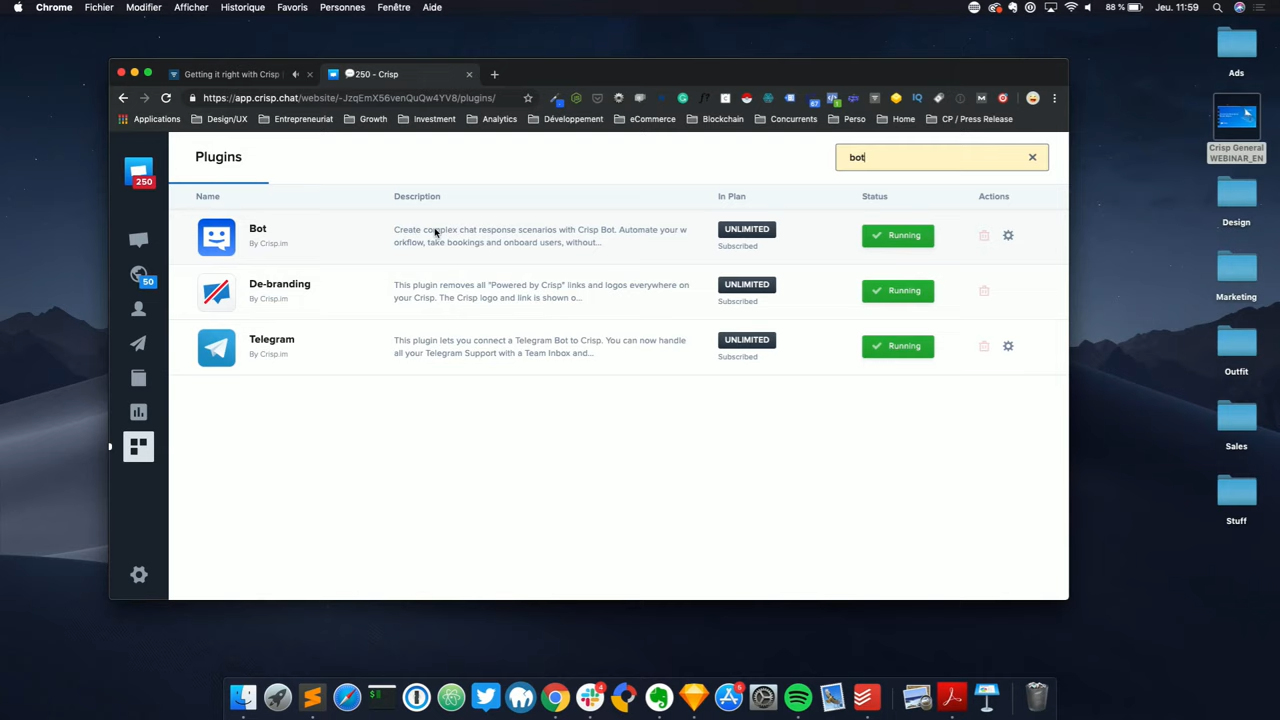 Chrome Fichier Modifier Afficher Historique Favoris Personnes Fenêtre Aide
88 % Jeu. 11:59
Getting it right with Crisp
250 - Crisp
https://app.crisp.chat/website/-JzqEmX56venQuQw4YV8/plugins/
Applications Design/UX Entrepreneuriat Growth Investment Analytics Développement eCommerce Blockchain Concurrents Perso Home CP / Press Release
Plugins
bot
250
50
Name Description In Plan Status Actions
Bot
By Crisp.im
Create complex chat response scenarios with Crisp Bot. Automate your w
orkflow, take bookings and onboard users, without...
UNLIMITED
Subscribed
Running
De-branding
By Crisp.im
This plugin removes all "Powered by Crisp" links and logos everywhere on
your Crisp. The Crisp logo and link is shown o...
UNLIMITED
Subscribed
Running
Telegram
By Crisp.im
This plugin lets you connect a Telegram Bot to Crisp. You can now handle
all your Telegram Support with a Team Inbox and...
UNLIMITED
Subscribed
Running
Ads
Crisp General
WEBINAR_EN
Design
Marketing
Outfit
Sales
Stuff